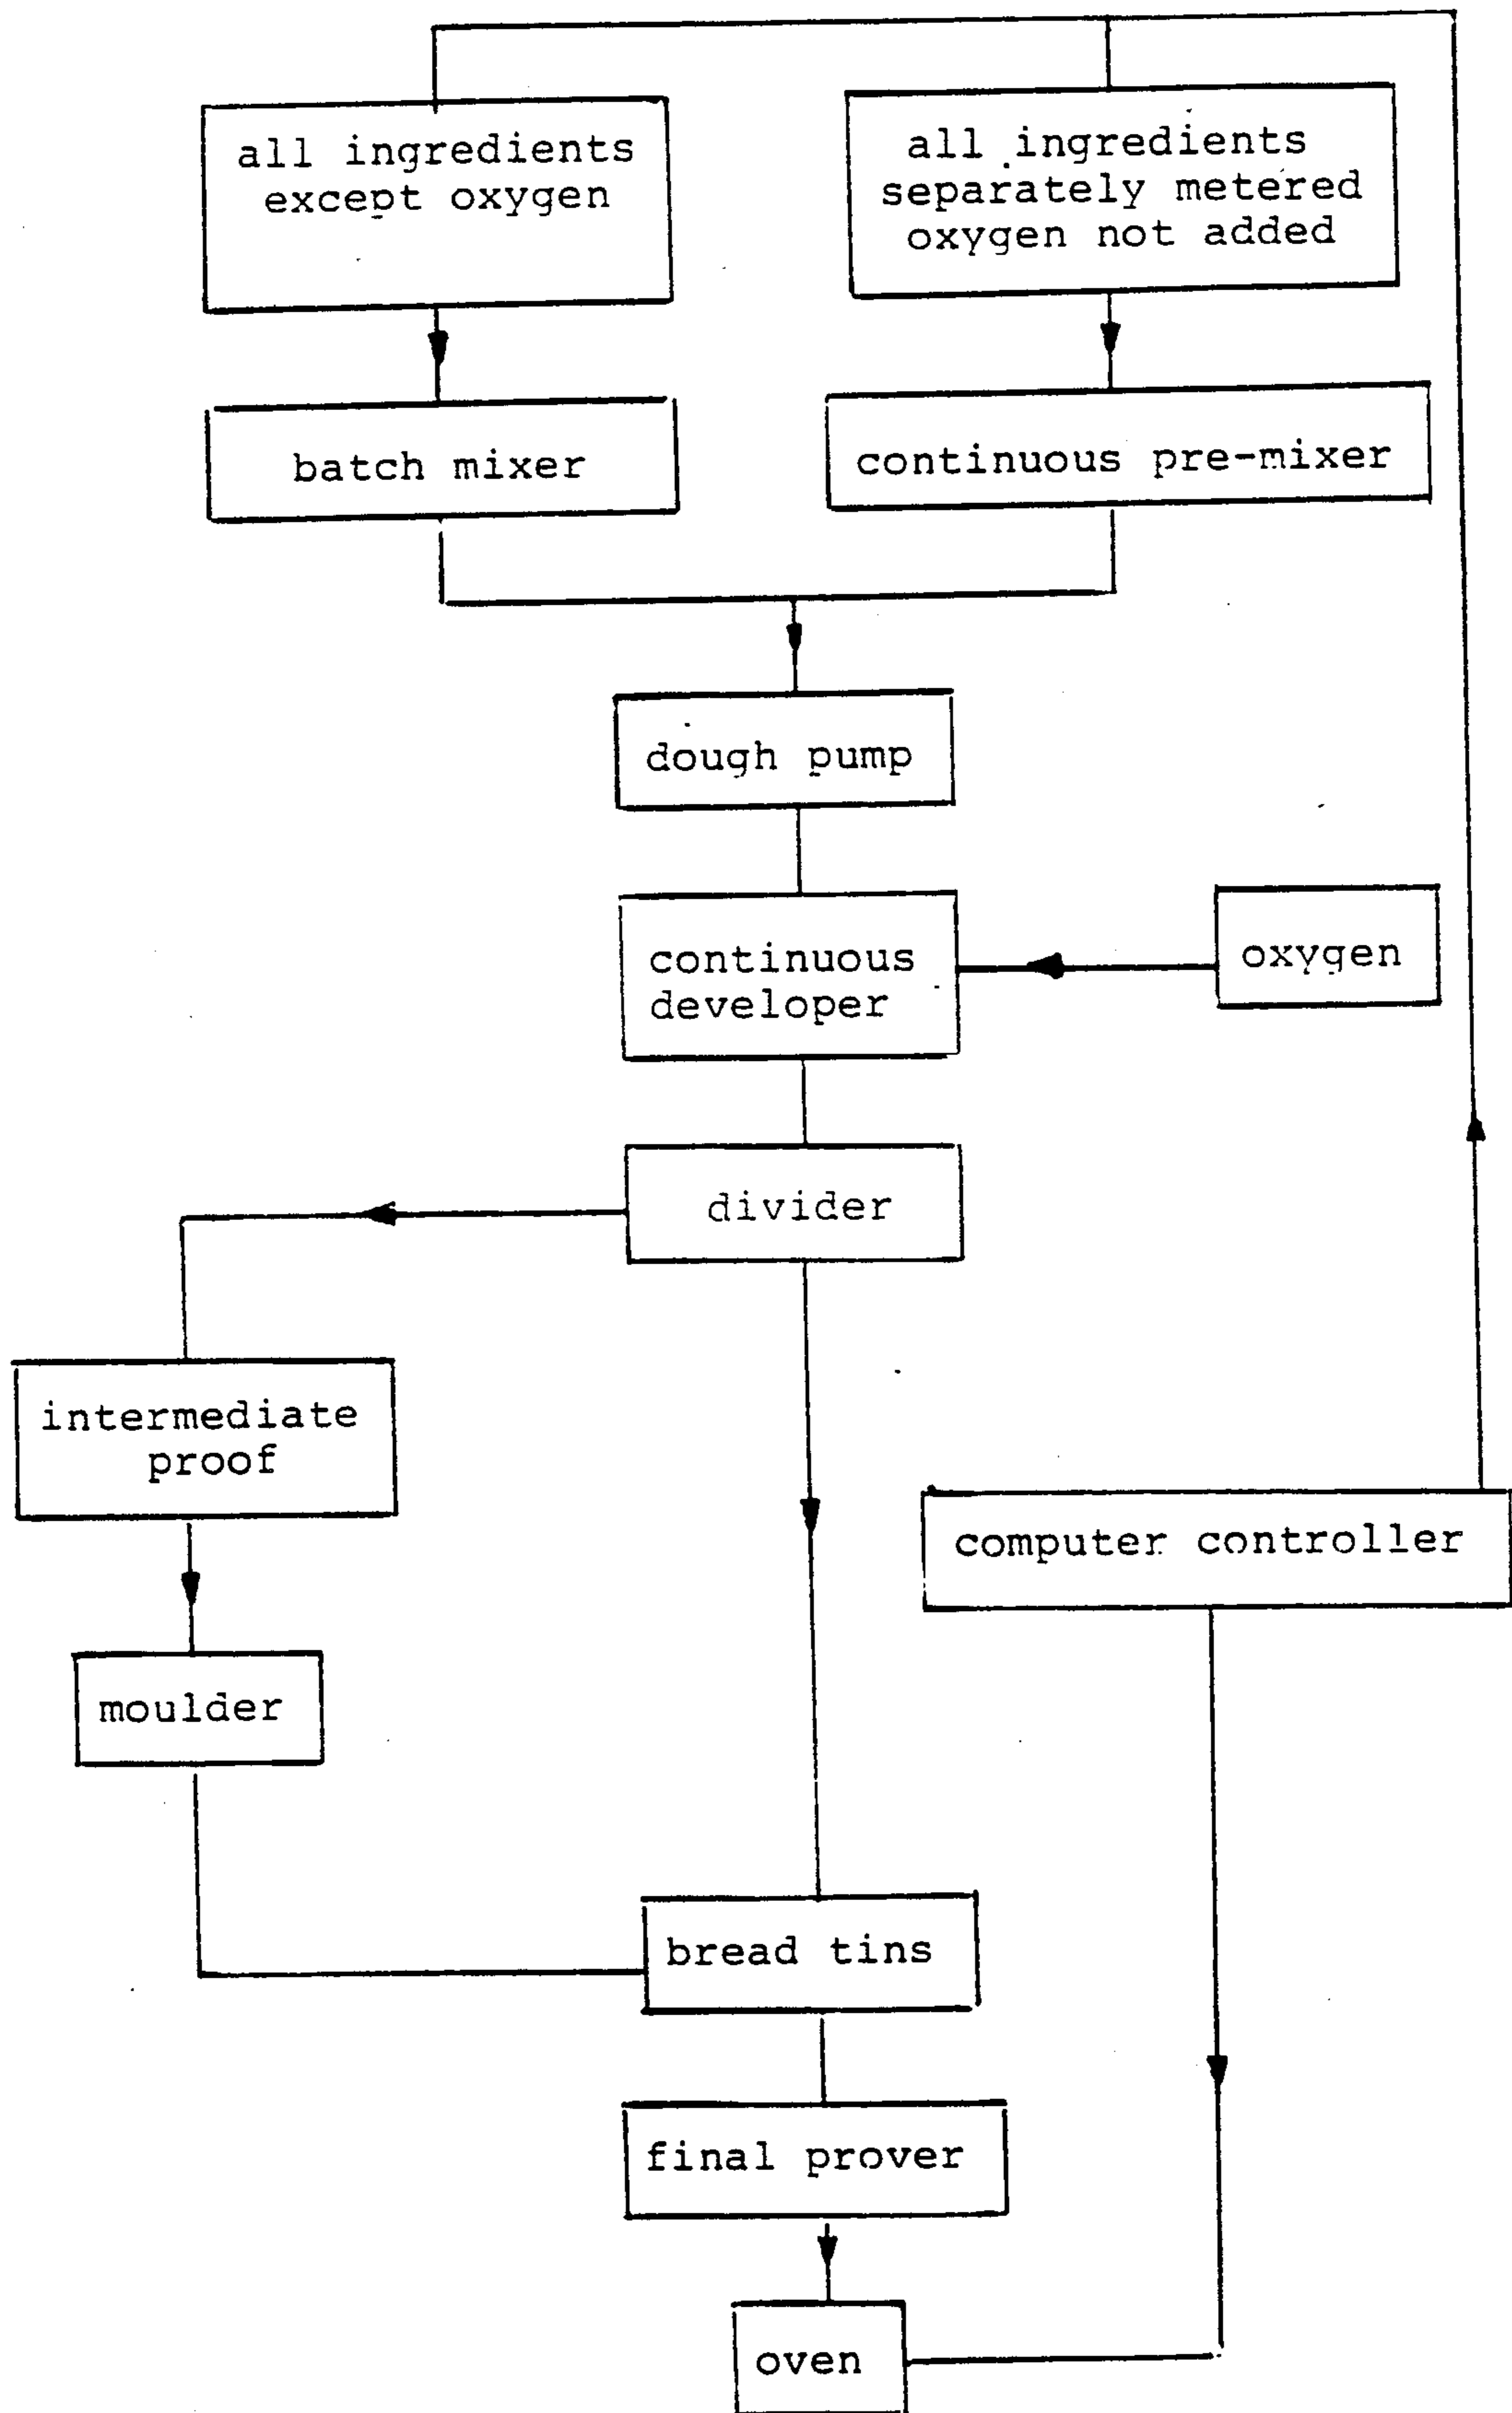 all ingredients
except oxygen
all ingredients
separately metered
oxygen not added
batch mixer
continuous pre-mixer
dough pump
continuous
developer
oxygen
divider
intermediate
proof
computer controller
moulder
bread tins
final prover
oven